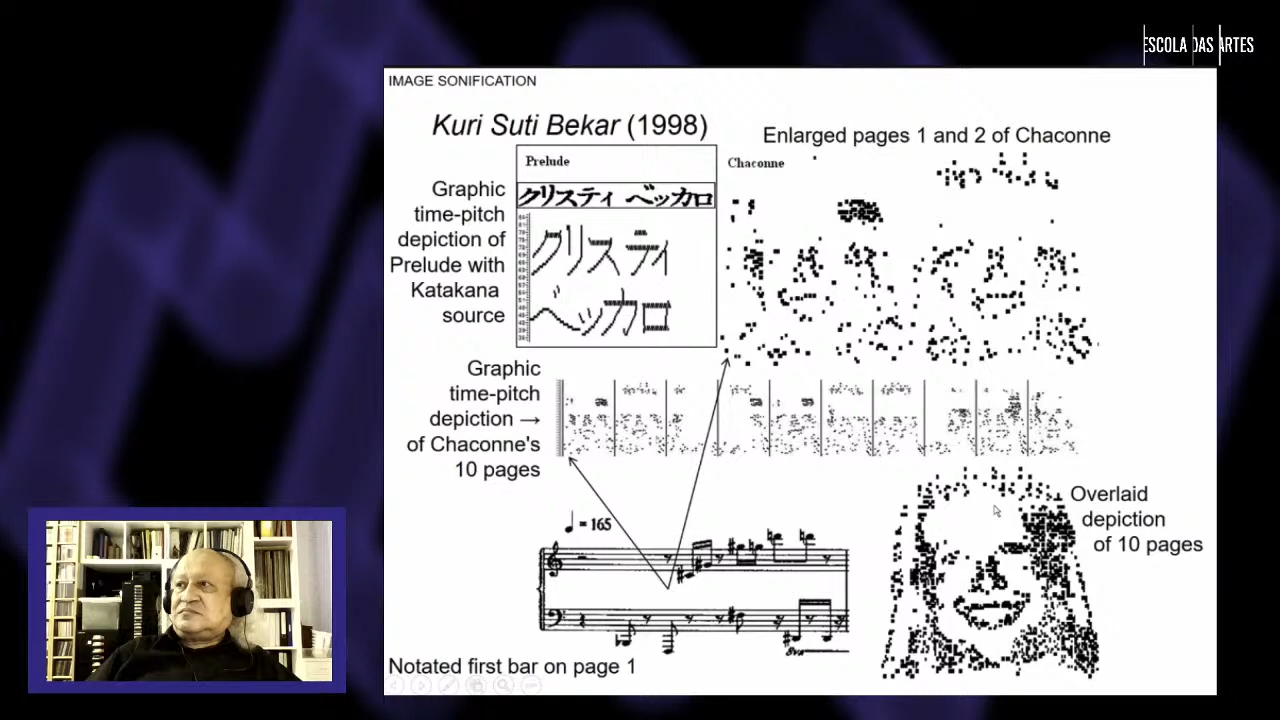 ESCOLA DAS ARTES
IMAGE SONIFICATION
Kuri Suti Bekar (1998)
Enlarged pages 1 and 2 of Chaconne
Prelude
Chaconne
Graphic
time-pitch
depiction of
Prelude with
Katakana
source
クリスティ ベッカロ
クリスティ
ベッカロ
Graphic
time-pitch
depiction →
of Chaconne's
10 pages
Overlaid
depiction
of 10 pages
♩ = 165
8va
Notated first bar on page 1